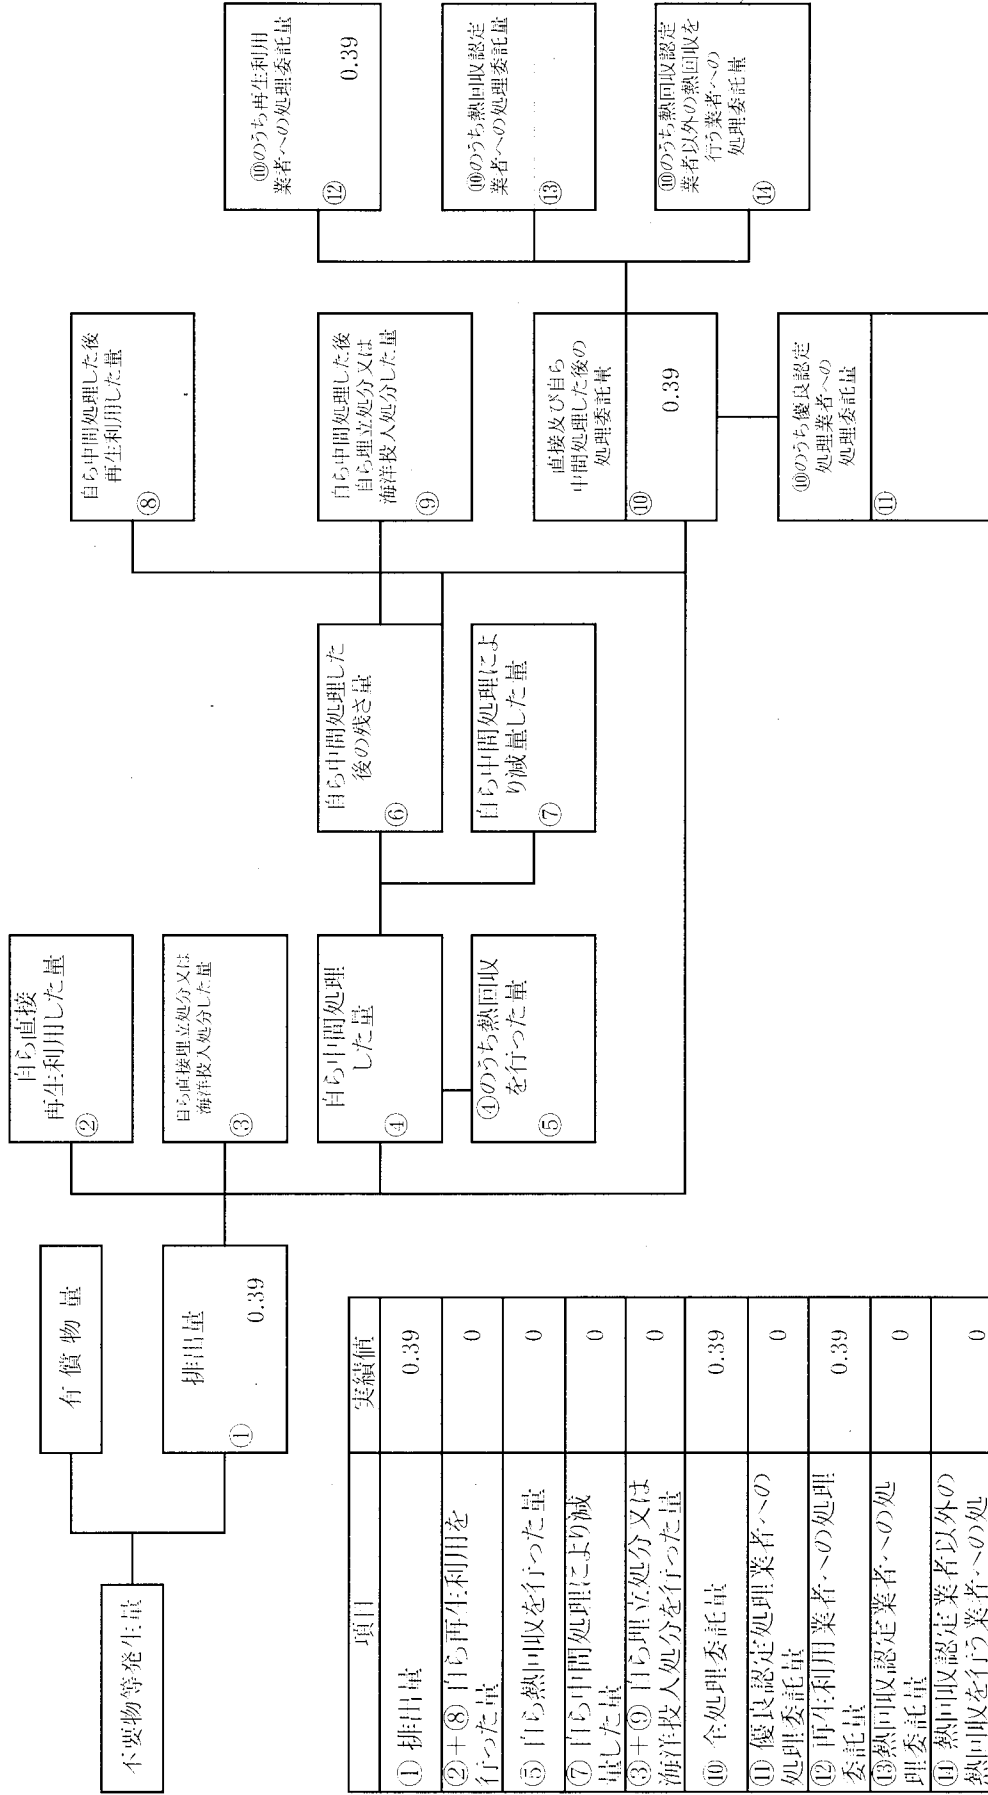 不要物等発生量
有償物量
排出量
① 0.39
自ら直接
再生利用した量
②
自ら直接埋立処分又は
海洋投入処分した量
③
自ら中間処理
した量
④
④のうち熱回収
を行った量
⑤
自ら中間処理した
後の残さ量
⑥
自ら中間処理によ
り減量した量
⑦
自ら中間処理した後
再生利用した量
⑧
自ら中間処理した後
自ら埋立処分又は
海洋投入処分した量
⑨
直接及び自ら
中間処理した後の
処理委託量
⑩ 0.39
⑩のうち優良認定
処理業者への
処理委託量
⑪
⑩のうち再生利用
業者への処理委託量
⑫ 0.39
⑩のうち熱回収認定
業者への処理委託量
⑬
⑩のうち熱回収認定
業者以外の熱回収を
行う業者への
処理委託量
⑭
項目 実績値
① 排出量 0.39
②+⑧ 自ら再生利用を
行った量 0
⑤ 自ら熱回収を行った量 0
⑦ 自ら中間処理により減
量した量 0
③+⑨ 自ら埋立処分又は
海洋投入処分を行った量 0
⑩ 全処理委託量 0.39
⑪ 優良認定処理業者への
処理委託量 0
⑫ 再生利用業者への処理
委託量 0.39
⑬熱回収認定業者への処
理委託量 0
⑭ 熱回収認定業者以外の
熱回収を行う業者への処 0